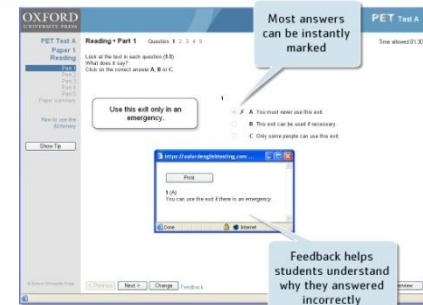 OXFORD
UNIVERSITY PRESS
PET Test A
PET Test A
Paper 1
Reading
Part 1
Part 2
Part 3
Part 4
Part 5
Paper summary
How to use the
dictionary
Show Tip
Reading • Part 1 Question 1 2 3 4 5
Time allowed 01:30
Look at the text in each question (1-5)
What does it say?
Click on the correct answer A, B or C.
Most answers
can be instantly
marked
1
Use this exit only in an
emergency.
A You must never use this exit.
B This exit can be used if necessary.
C Only some people can use this exit.
https://oxfordenglishtesting.com ...
Print
1 (A)
You can use the exit if there is an emergency.
Done
Internet
Feedback helps
students understand
why they answered
incorrectly
© Oxford University Press
< Previous Next > Change Feedback